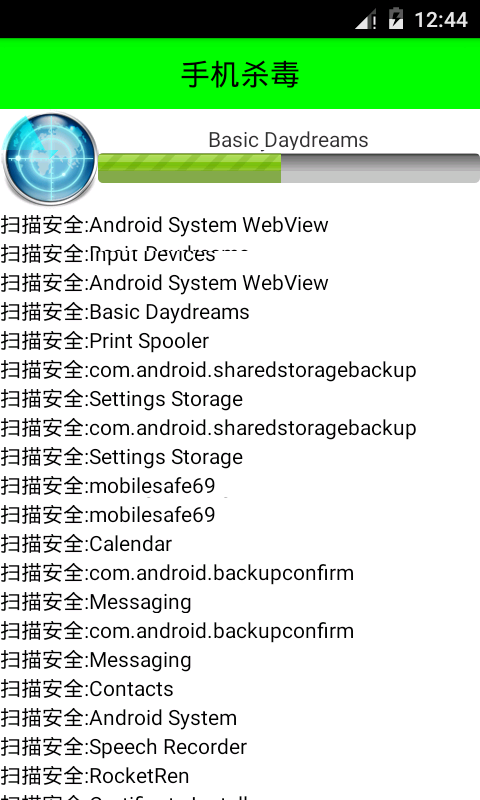 12:44
手机杀毒
Basic Daydreams
扫描安全:Android System WebView
扫描安全:Input Devices
扫描安全:Android System WebView
扫描安全:Basic Daydreams
扫描安全:Print Spooler
扫描安全:com.android.sharedstoragebackup
扫描安全:Settings Storage
扫描安全:com.android.sharedstoragebackup
扫描安全:Settings Storage
扫描安全:mobilesafe69
扫描安全:mobilesafe69
扫描安全:Calendar
扫描安全:com.android.backupconfirm
扫描安全:Messaging
扫描安全:com.android.backupconfirm
扫描安全:Messaging
扫描安全:Contacts
扫描安全:Android System
扫描安全:Speech Recorder
扫描安全:RocketRen